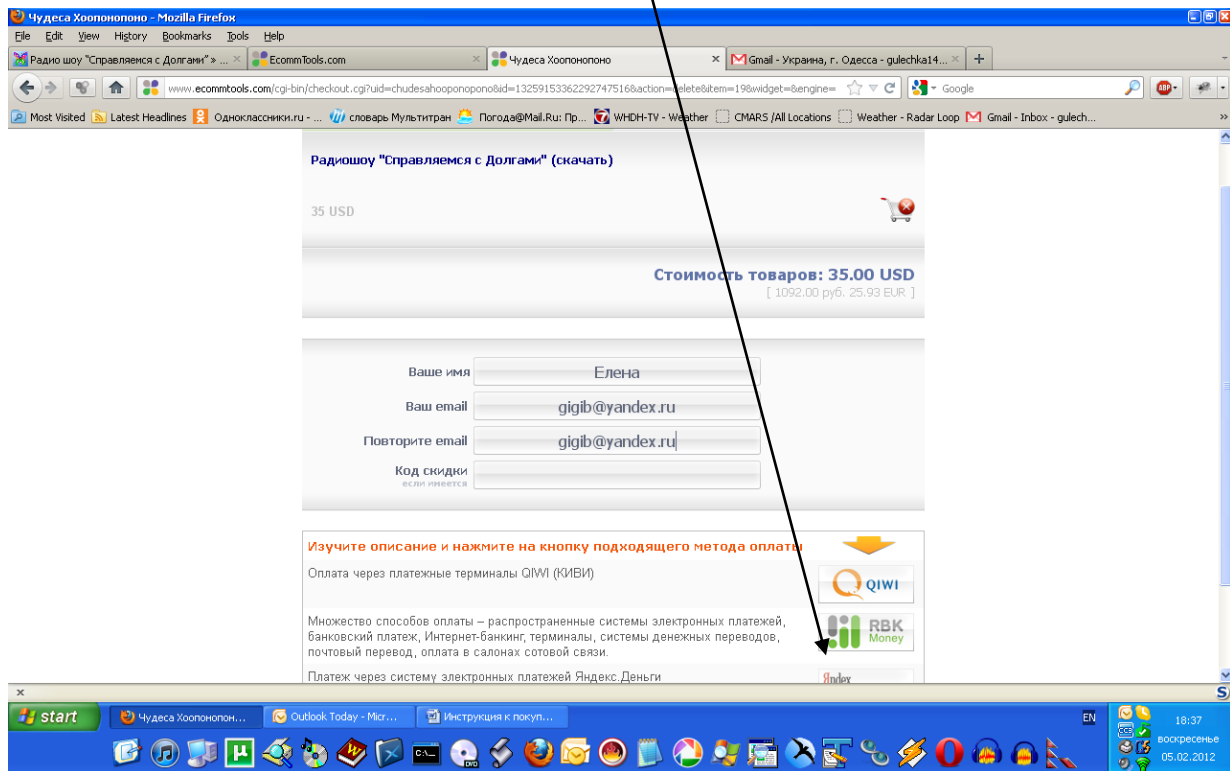 Чудеса Хоопонопоно - Mozilla Firefox
File Edit View History Bookmarks Tools Help
Радио шоу "Справляемся с Долгами" » ... EcommTools.com Чудеса Хоопонопоно Gmail - Украина, г. Одесса - gulechka14...
www.ecommtools.com/cgi-bin/checkout.cgi?uid=chudesahooponopono&id=13259153362292747516&action=delete&item=19&widget=&engine= Google
Most Visited Latest Headlines Одноклассники.ru - ... словарь Мультитран Погода@Mail.Ru: Пр... WHDH-TV - Weather CMARS /All Locations Weather - Radar Loop Gmail - Inbox - gulech...
Радиошоу "Справляемся с Долгами" (скачать)
35 USD
Стоимость товаров: 35.00 USD
[ 1092.00 руб. 25.93 EUR ]
Ваше имя Елена
Ваш email gigib@yandex.ru
Повторите email gigib@yandex.ru
Код скидки
если имеется
Изучите описание и нажмите на кнопку подходящего метода оплаты
Оплата через платежные терминалы QIWI (КИВИ) QIWI
Множество способов оплаты – распространенные системы электронных платежей,
банковский платеж, Интернет-банкинг, терминалы, системы денежных переводов,
почтовый перевод, оплата в салонах сотовой связи.
RBK
Money
Платеж через систему электронных платежей Яндекс.Деньги Яndex
start Чудеса Хоопонопон... Outlook Today - Micr... Инструкция к покуп... EN 18:37
воскресенье
05.02.2012